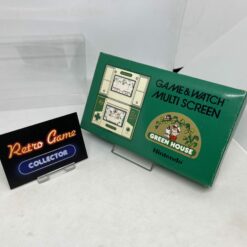 Retro Game
COLLECTOR
GAME & WATCH
MULTI SCREEN
GREEN HOUSE
Nintendo